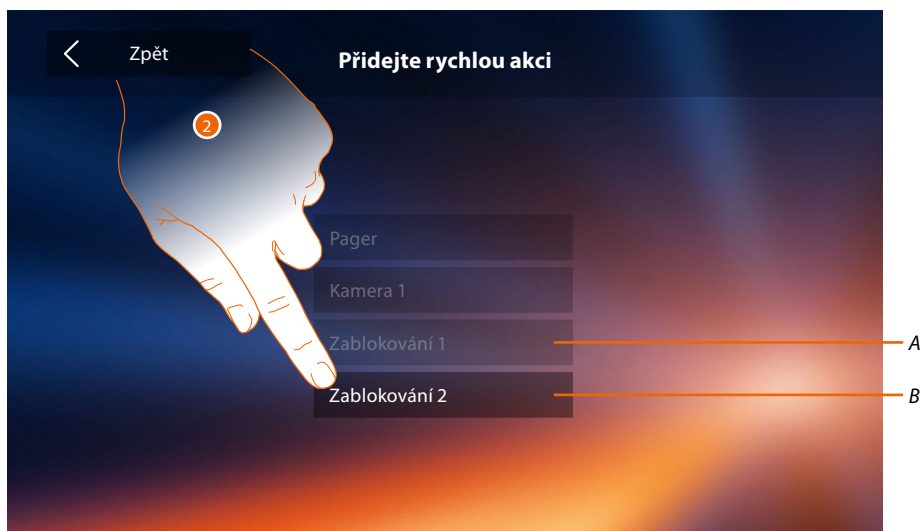 Zpět
Přidejte rychlou akci
2
Pager
Kamera 1
Zablokování 1
A
Zablokování 2
B